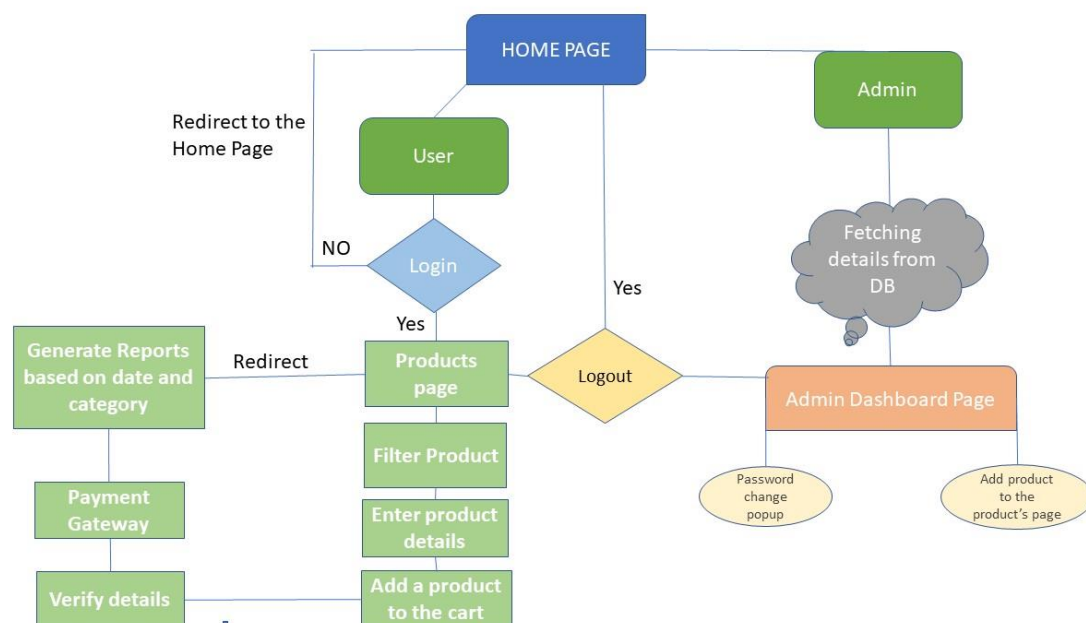 HOME PAGE
Admin
Redirect to the
Home Page
User
Fetching
details from
DB
NO
Login
Yes
Yes
Generate Reports
based on date and
category
Redirect
Products
page
Logout
Admin Dashboard Page
Filter Product
Password
change
popup
Add product
to the
product’s page
Payment
Gateway
Enter product
details
Verify details
Add a product
to the cart